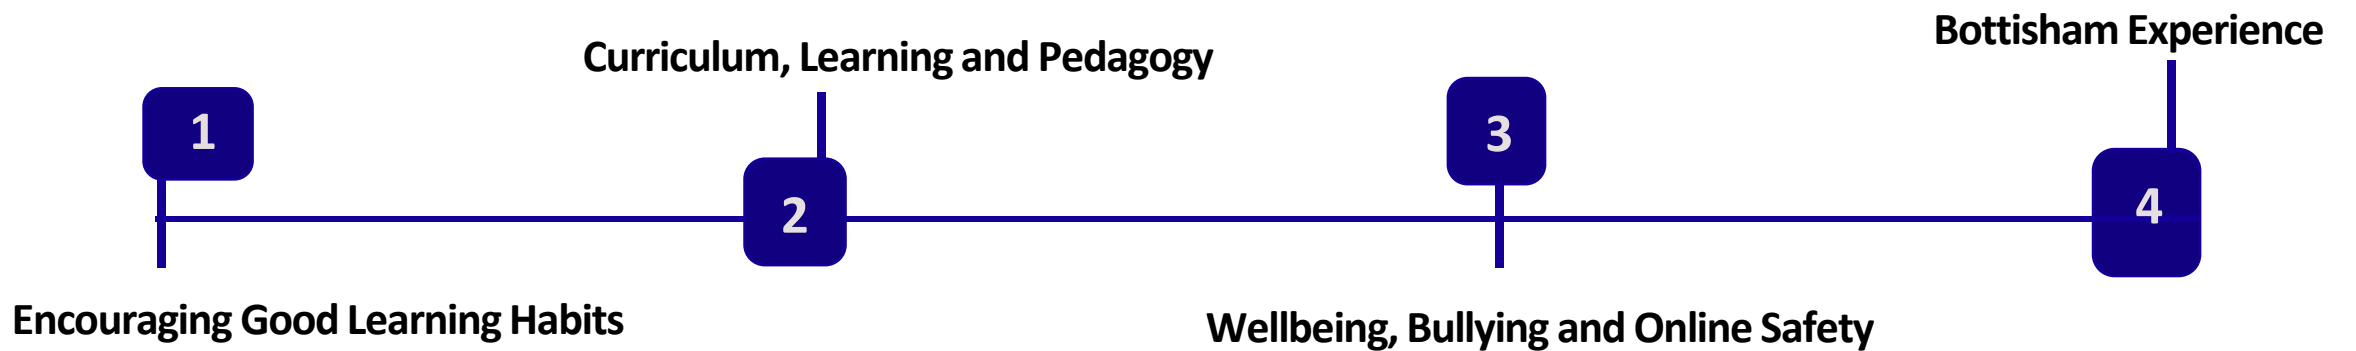 1
Encouraging Good Learning Habits
Curriculum, Learning and Pedagogy
2
3
Wellbeing, Bullying and Online Safety
Bottisham Experience
4